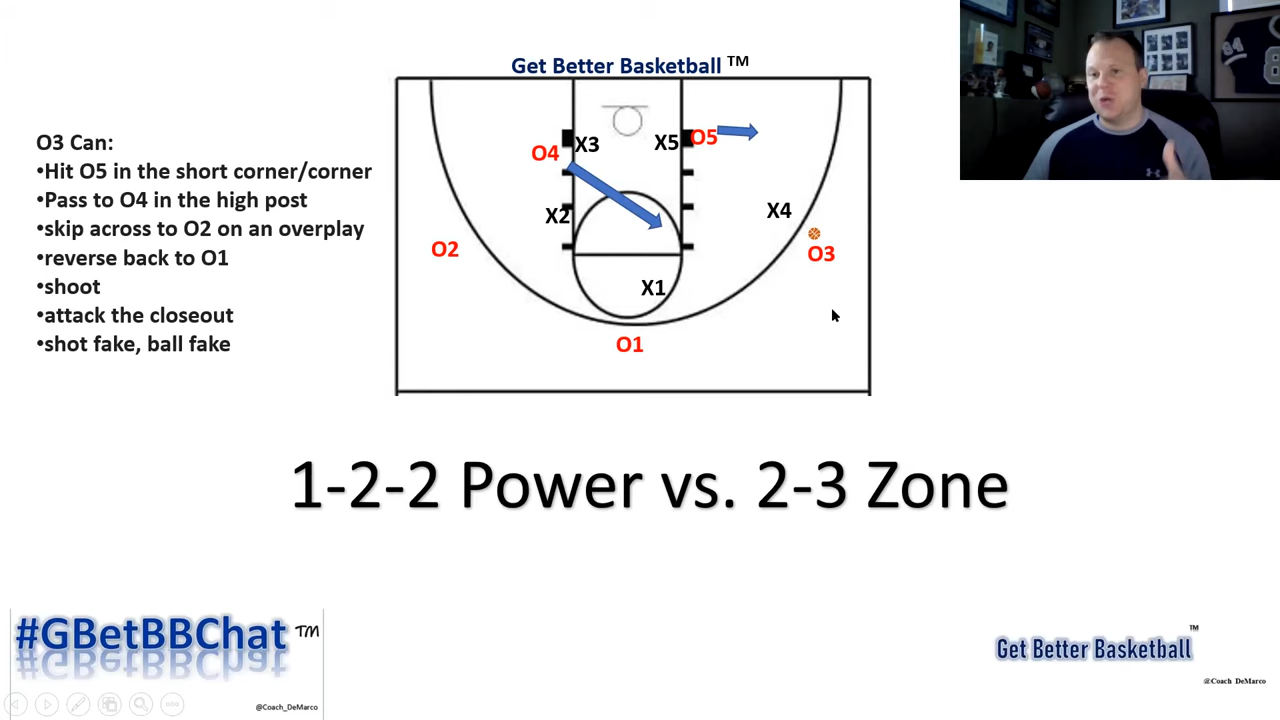 Get Better Basketball TM
O3 Can:
•Hit O5 in the short corner/corner
•Pass to O4 in the high post
•skip across to O2 on an overplay
•reverse back to O1
•shoot
•attack the closeout
•shot fake, ball fake
O4
X3
X5
O5
X2
X4
O2
O3
X1
O1
84
8
1-2-2 Power vs. 2-3 Zone
#GBetBBChat TM
@Coach_DeMarco
Get Better Basketball TM
@Coach_DeMarco